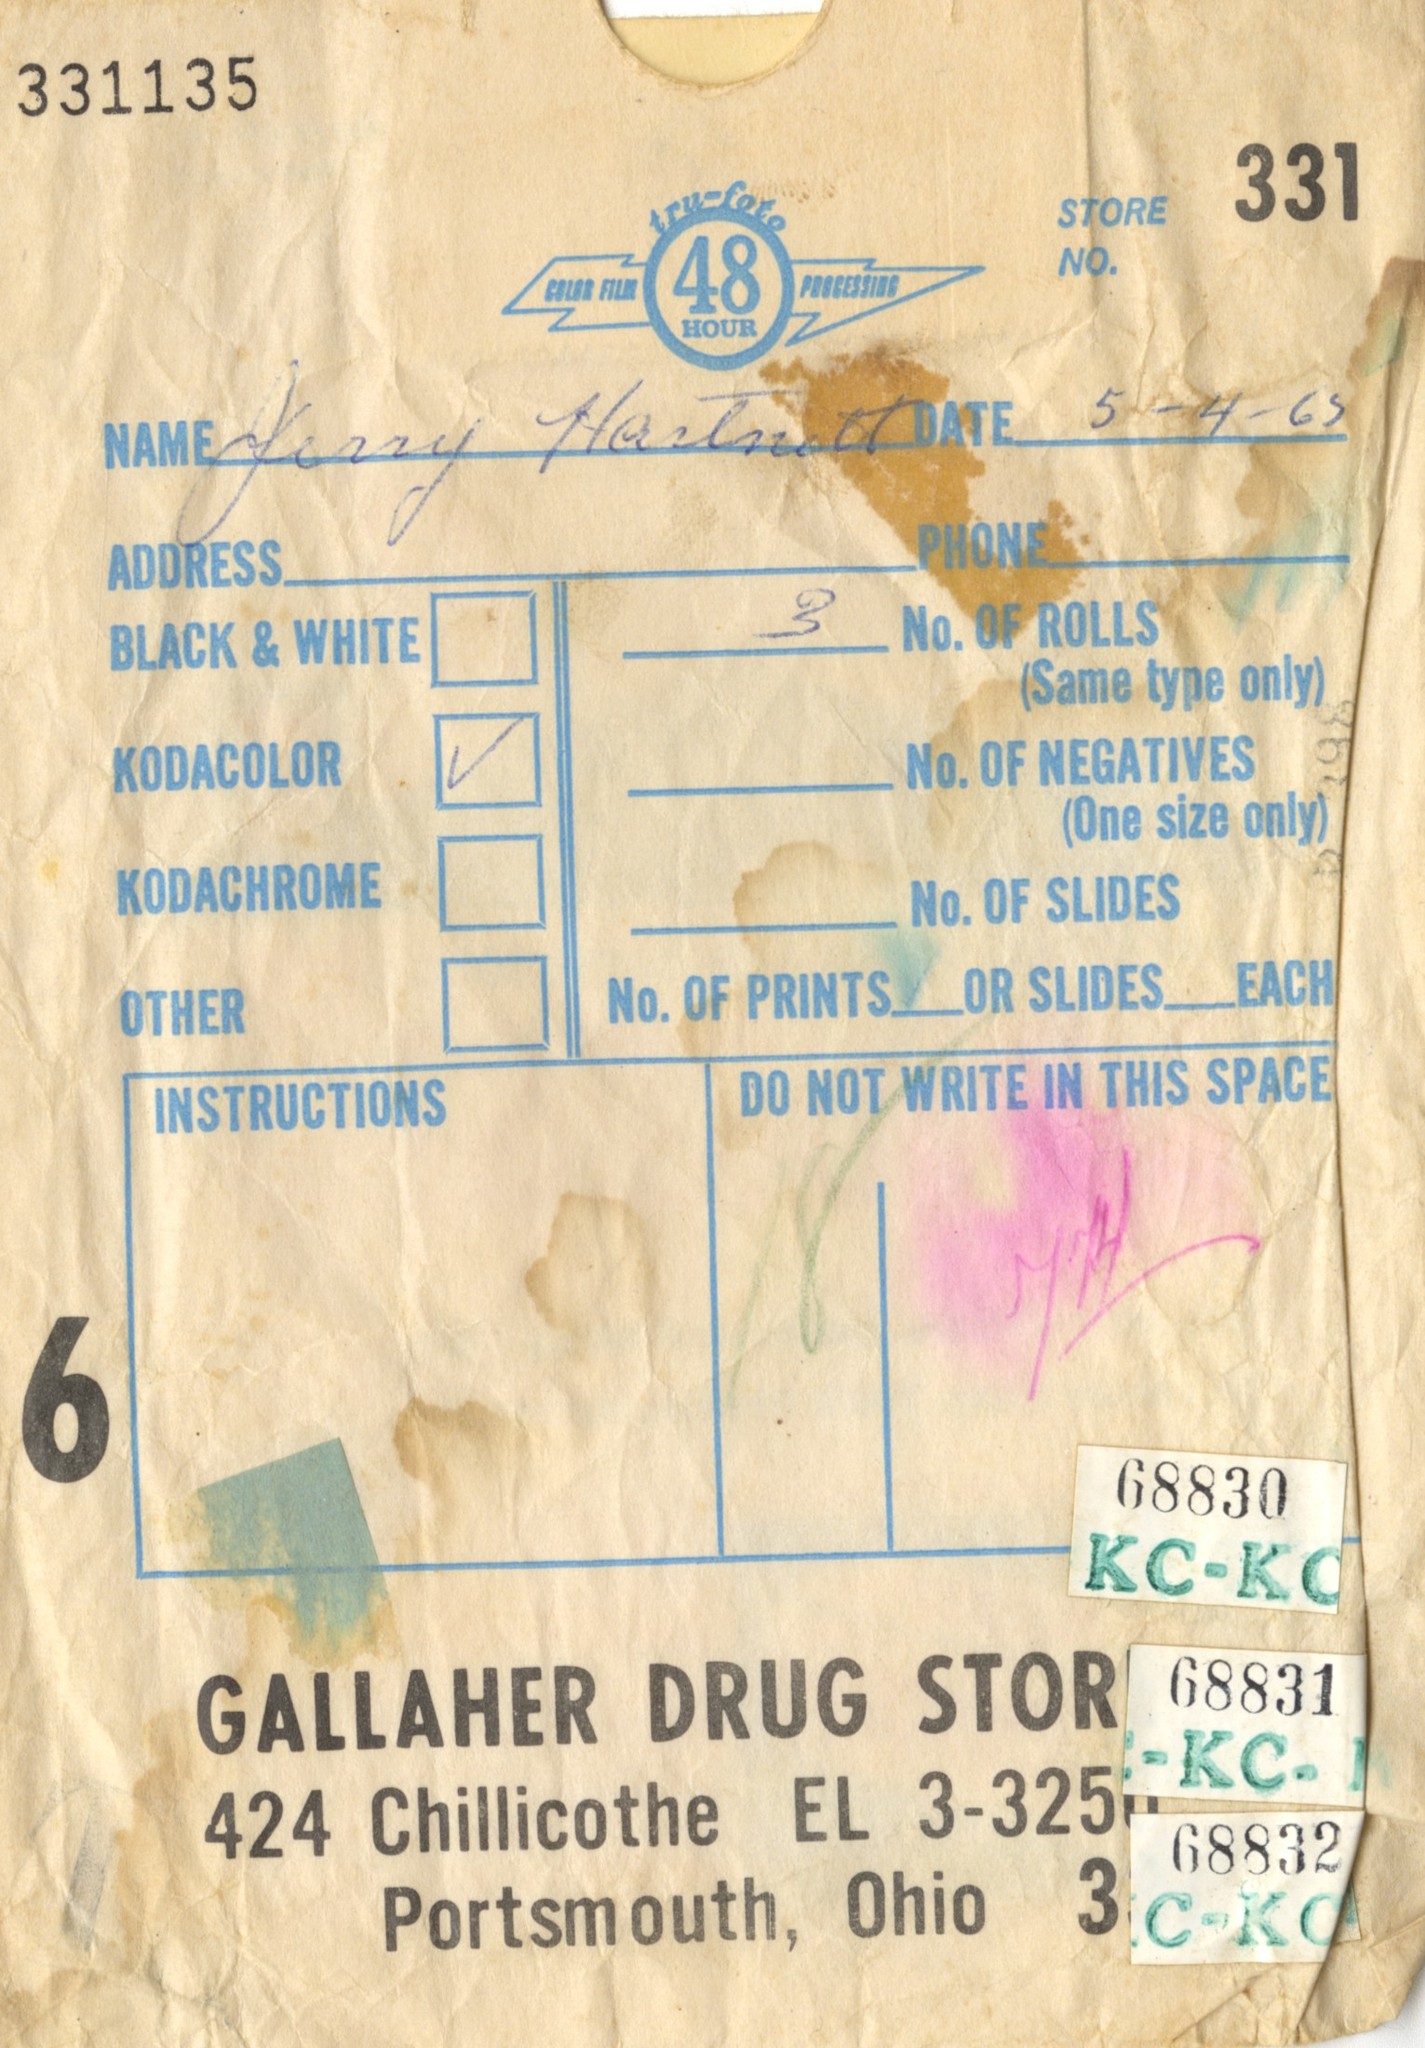 331135
STORE NO. 331
tru-foto
COLOR FILM 48 HOUR PROCESSING
NAME Jerry Hartnett DATE 5-4-65
ADDRESS PHONE
BLACK & WHITE
3 No. OF ROLLS
(Same type only)
KODACOLOR ✓
No. OF NEGATIVES
(One size only)
KODACHROME
No. OF SLIDES
OTHER
No. OF PRINTS OR SLIDES EACH
INSTRUCTIONS
DO NOT WRITE IN THIS SPACE
6
68830
KC-KC
GALLAHER DRUG STOR
68831
-KC-
424 Chillicothe EL 3-325
68832
C-KC
Portsmouth, Ohio 3